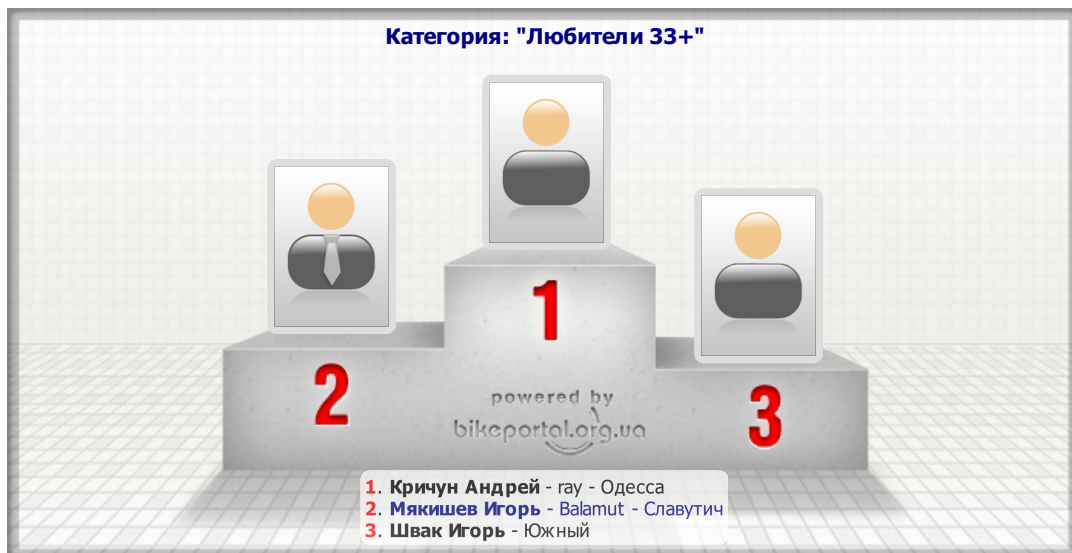 Категория: "Любители 33+"
1
2
3
powered by
bikeportal.org.ua
1. Кричун Андрей - ray - Одесса
2. Мякишев Игорь - Balamut - Славутич
3. Швак Игорь - Южный